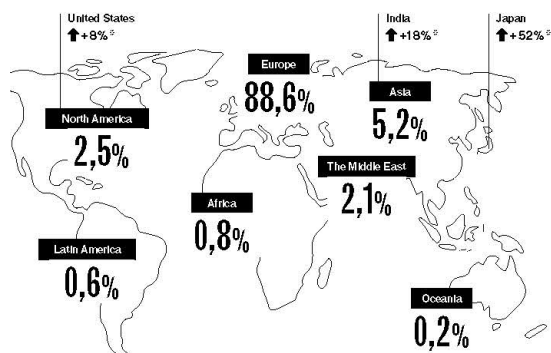 United States
⬆+8%*
India
⬆+18%*
Japan
⬆+52%*
Europe
88,6%
Asia
5,2%
North America
2,5%
The Middle East
2,1%
Africa
0,8%
Latin America
0,6%
Oceania
0,2%